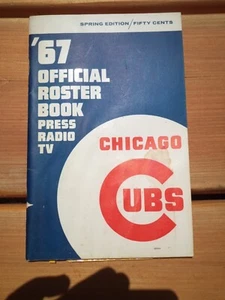 SPRING EDITION/FIFTY CENTS
'67
OFFICIAL
ROSTER
BOOK
PRESS
RADIO
TV
CHICAGO
CUBS